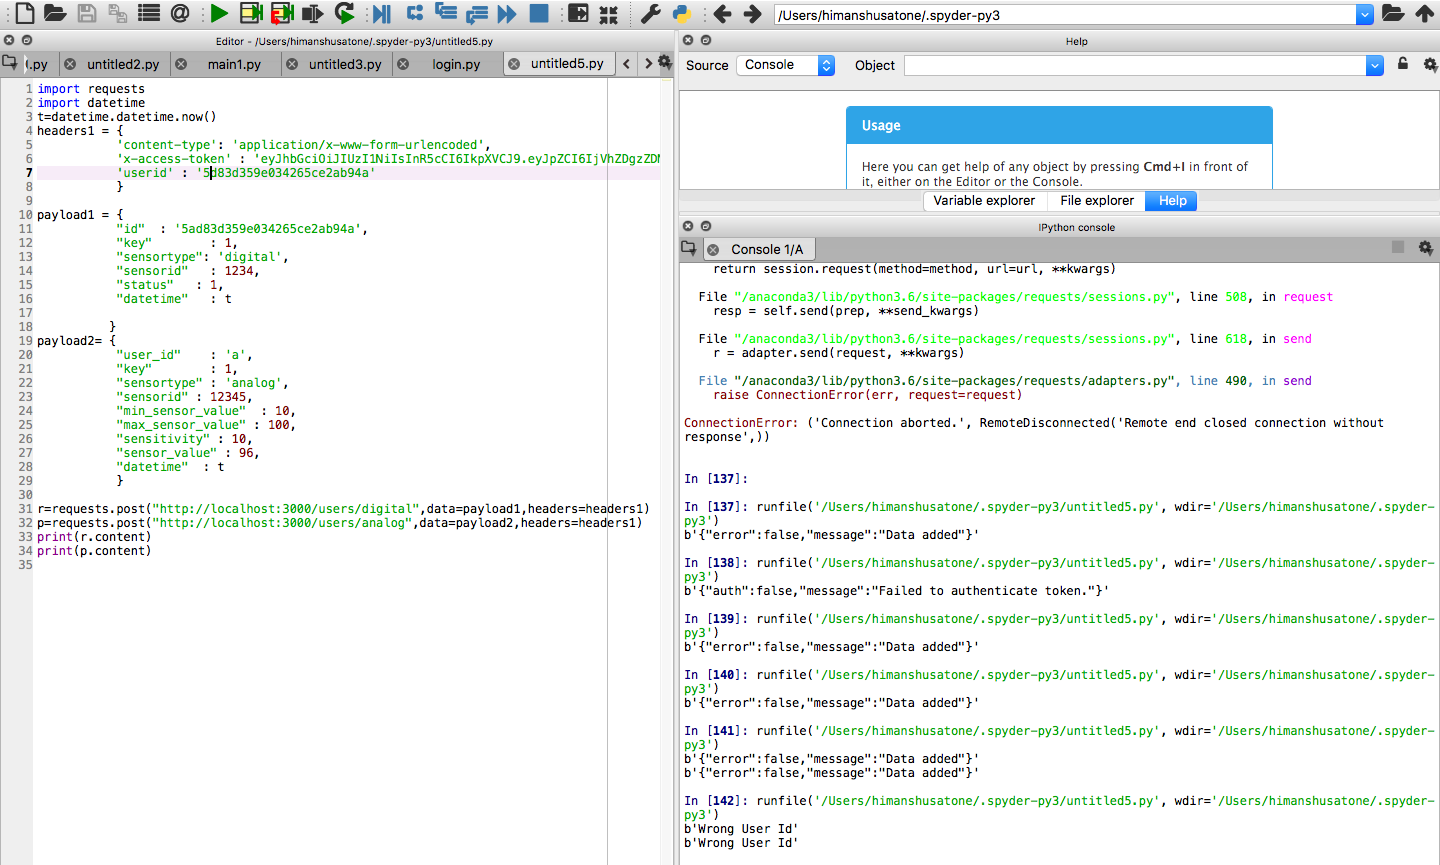 /Users/himanshusatone/.spyder-py3
Editor - /Users/himanshusatone/.spyder-py3/untitled5.py
.py untitled2.py main1.py untitled3.py login.py untitled5.py
1 import requests
2 import datetime
3 t=datetime.datetime.now()
4 headers1 = {
5 'content-type': 'application/x-www-form-urlencoded',
6 'x-access-token' : 'eyJhbGciOiJIUzI1NiIsInR5cCI6IkpXVCJ9.eyJpZCI6IjVhZDgzZDM
7 'userid' : '5d83d359e034265ce2ab94a'
8 }
9
10 payload1 = {
11 "id" : '5ad83d359e034265ce2ab94a',
12 "key" : 1,
13 "sensortype": 'digital',
14 "sensorid" : 1234,
15 "status" : 1,
16 "datetime" : t
17
18 }
19 payload2= {
20 "user_id" : 'a',
21 "key" : 1,
22 "sensortype" : 'analog',
23 "sensorid" : 12345,
24 "min_sensor_value" : 10,
25 "max_sensor_value" : 100,
26 "sensitivity" : 10,
27 "sensor_value" : 96,
28 "datetime" : t
29 }
30
31 r=requests.post("http://localhost:3000/users/digital",data=payload1,headers=headers1)
32 p=requests.post("http://localhost:3000/users/analog",data=payload2,headers=headers1)
33 print(r.content)
34 print(p.content)
35
Help
Source Console Object
Usage
Here you can get help of any object by pressing Cmd+I in front of
it, either on the Editor or the Console.
Variable explorer File explorer Help
IPython console
Console 1/A
return session.request(method=method, url=url, **kwargs)
File "/anaconda3/lib/python3.6/site-packages/requests/sessions.py", line 508, in request
resp = self.send(prep, **send_kwargs)
File "/anaconda3/lib/python3.6/site-packages/requests/sessions.py", line 618, in send
r = adapter.send(request, **kwargs)
File "/anaconda3/lib/python3.6/site-packages/requests/adapters.py", line 490, in send
raise ConnectionError(err, request=request)
ConnectionError: ('Connection aborted.', RemoteDisconnected('Remote end closed connection without
response',))
In [137]:
In [137]: runfile('/Users/himanshusatone/.spyder-py3/untitled5.py', wdir='/Users/himanshusatone/.spyder-
py3')
b'{"error":false,"message":"Data added"}'
In [138]: runfile('/Users/himanshusatone/.spyder-py3/untitled5.py', wdir='/Users/himanshusatone/.spyder-
py3')
b'{"auth":false,"message":"Failed to authenticate token."}'
In [139]: runfile('/Users/himanshusatone/.spyder-py3/untitled5.py', wdir='/Users/himanshusatone/.spyder-
py3')
b'{"error":false,"message":"Data added"}'
In [140]: runfile('/Users/himanshusatone/.spyder-py3/untitled5.py', wdir='/Users/himanshusatone/.spyder-
py3')
b'{"error":false,"message":"Data added"}'
In [141]: runfile('/Users/himanshusatone/.spyder-py3/untitled5.py', wdir='/Users/himanshusatone/.spyder-
py3')
b'{"error":false,"message":"Data added"}'
b'{"error":false,"message":"Data added"}'
In [142]: runfile('/Users/himanshusatone/.spyder-py3/untitled5.py', wdir='/Users/himanshusatone/.spyder-
py3')
b'Wrong User Id'
b'Wrong User Id'